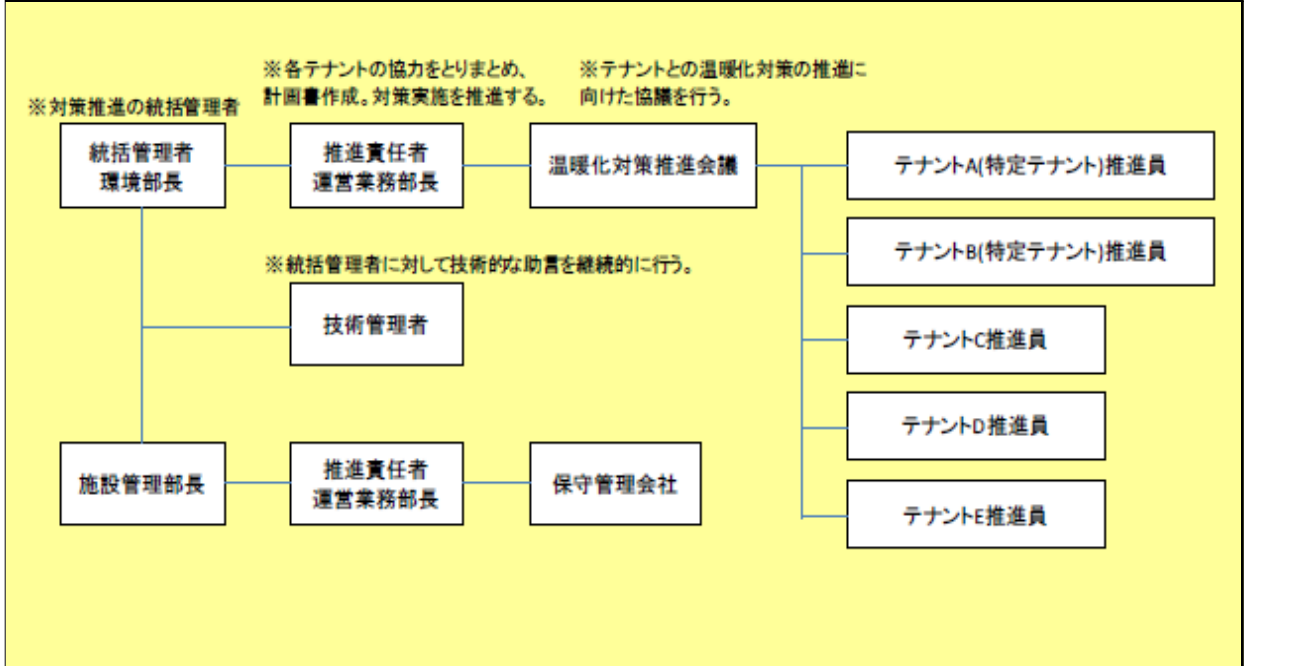 ※各テナントの協力をとりまとめ、
計画書作成。対策実施を推進する。
※テナントとの温暖化対策の推進に
向けた協議を行う。
※対策推進の統括管理者
統括管理者
環境部長
推進責任者
運営業務部長
温暖化対策推進会議
テナントA(特定テナント)推進員
テナントB(特定テナント)推進員
※統括管理者に対して技術的な助言を継続的に行う。
技術管理者
テナントC推進員
テナントD推進員
施設管理部長
推進責任者
運営業務部長
保守管理会社
テナントE推進員